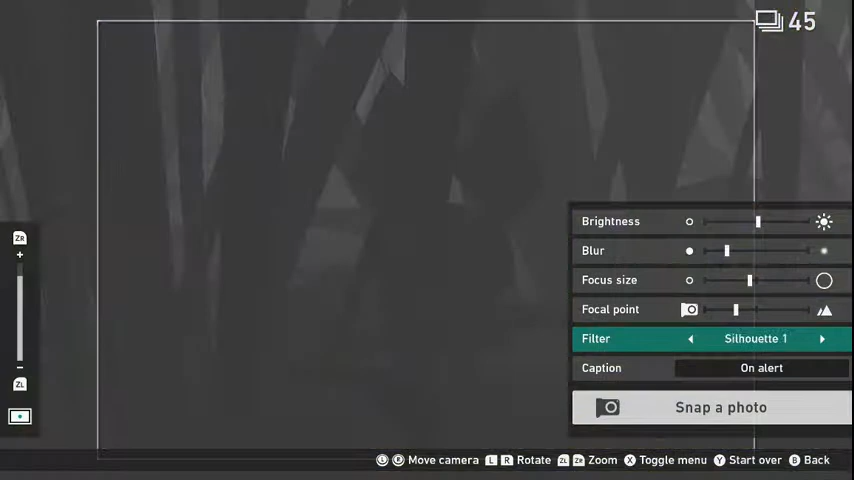 45
Brightness
Blur
Focus size
Focal point
Filter Silhouette 1
Caption On alert
Snap a photo
ZR
+
-
ZL
L R Move camera L R Rotate ZL ZR Zoom X Toggle menu Y Start over B Back